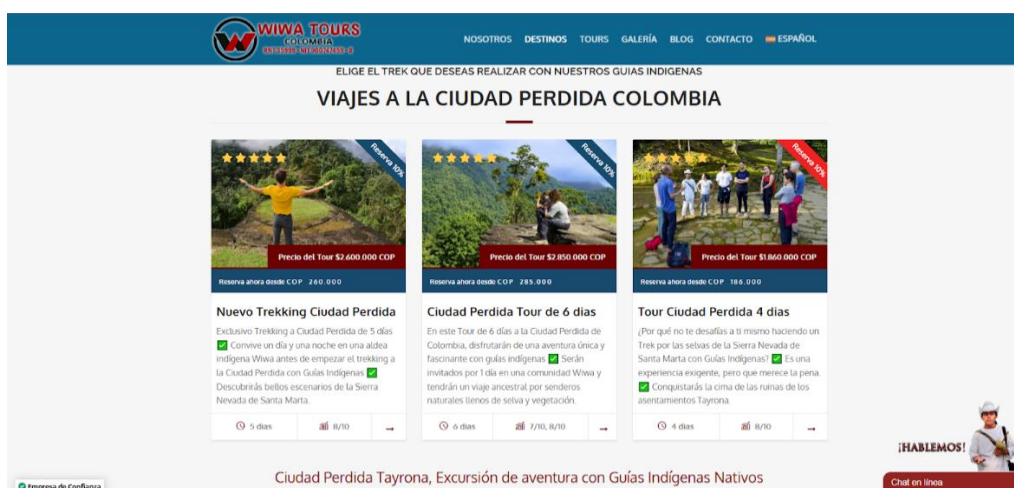 WIWA TOURS
COLOMBIA
NOSOTROS DESTINOS TOURS GALERÍA BLOG CONTACTO ESPAÑOL
ELIGE EL TREK QUE DESEAS REALIZAR CON NUESTROS GUIAS INDIGENAS
VIAJES A LA CIUDAD PERDIDA COLOMBIA
Reserva 10%
Precio del Tour $2.600.000 COP
Reserva ahora desde COP 260.000
Nuevo Trekking Ciudad Perdida
Exclusivo Trekking a Ciudad Perdida de 5 días
✅ Convive un día y una noche en una aldea
indígena Wiwa antes de empezar el trekking a
la Ciudad Perdida con Guías Indígenas ✅
Descubrirás bellos escenarios de la Sierra
Nevada de Santa Marta.
5 dias 8/10 →
Reserva 10%
Precio del Tour $2.850.000 COP
Reserva ahora desde COP 285.000
Ciudad Perdida Tour de 6 dias
En este Tour de 6 días a la Ciudad Perdida de
Colombia, disfrutarán de una aventura única y
fascinante con guías indígenas ✅ Serán
invitados por 1 día en una comunidad Wiwa y
tendrán un viaje ancestral por senderos
naturales llenos de selva y vegetación.
6 dias 7/10, 8/10 →
Reserva 10%
Precio del Tour $1.860.000 COP
Reserva ahora desde COP 186.000
Tour Ciudad Perdida 4 dias
¿Por qué no te desafías a ti mismo haciendo un
Trek por las selvas de la Sierra Nevada de
Santa Marta con Guías Indígenas? ✅ Es una
experiencia exigente, pero que merece la pena.
✅ Conquistarás la cima de las ruinas de los
asentamientos Tayrona.
4 dias 8/10 →
Ciudad Perdida Tayrona, Excursión de aventura con Guías Indígenas Nativos
¡HABLEMOS!
Chat en línea
Empresa de Confianza